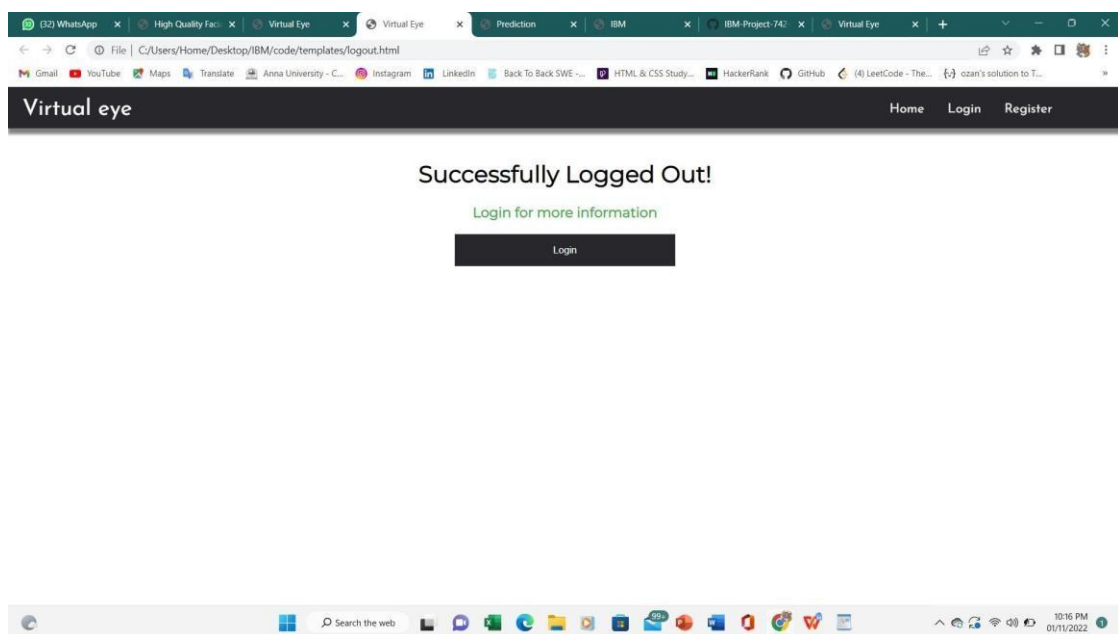 (32) WhatsApp
High Quality Faci
Virtual Eye
Virtual Eye
Prediction
IBM
IBM-Project-742
Virtual Eye
File | C:/Users/Home/Desktop/IBM/code/templates/logout.html
Gmail YouTube Maps Translate Anna University - C... Instagram LinkedIn Back To Back SWE -... HTML & CSS Study... HackerRank GitHub (4) LeetCode - The... ozan's solution to T... »
Virtual eye
Home Login Register
Successfully Logged Out!
Login for more information
Login
Search the web
99+
10:16 PM
01/11/2022